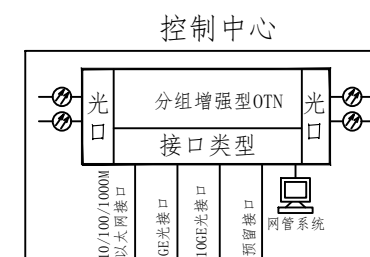 控制中心
光口
分组增强型OTN
光口
接口类型
10/100/1000M
以太网接口
GE光接口
10GE光接口
预留接口
网管系统